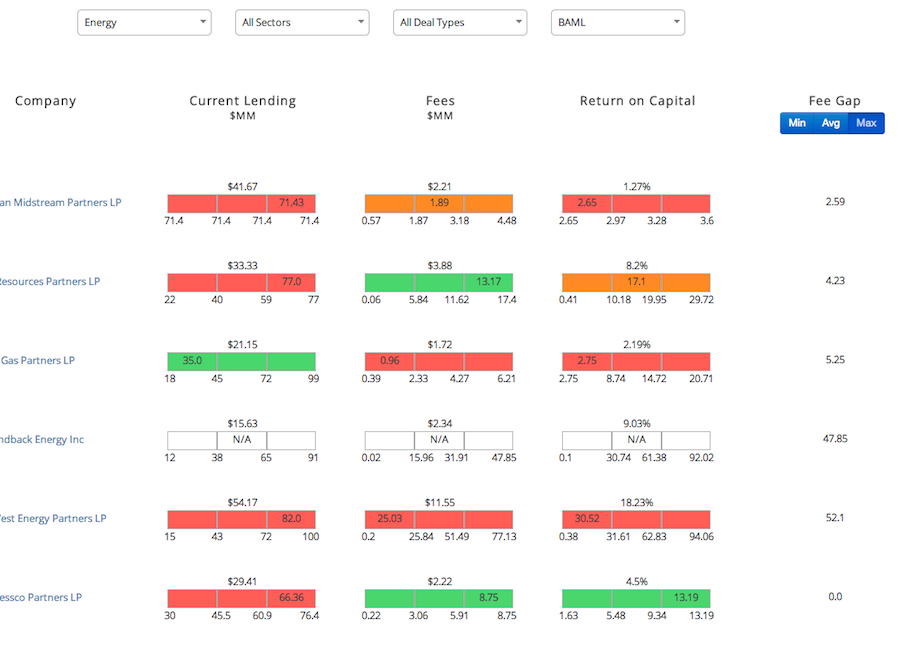 Energy All Sectors All Deal Types BAML
Company Current Lending Fees Return on Capital Fee Gap
$MM $MM
Min Avg Max
$41.67 $2.21 1.27%
Midstream Partners LP 71.43 1.89 2.65 2.59
71.4 71.4 71.4 71.4 0.57 1.87 3.18 4.48 2.65 2.97 3.28 3.6
$33.33 $3.88 8.2%
Resources Partners LP 77.0 13.17 17.1 4.23
22 40 59 77 0.06 5.84 11.62 17.4 0.41 10.18 19.95 29.72
$21.15 $1.72 2.19%
Gas Partners LP 35.0 0.96 2.75 5.25
18 45 72 99 0.39 2.33 4.27 6.21 2.75 8.74 14.72 20.71
$15.63 $2.34 9.03%
ndback Energy Inc N/A N/A N/A 47.85
12 38 65 91 0.02 15.96 31.91 47.85 0.1 30.74 61.38 92.02
$54.17 $11.55 18.23%
est Energy Partners LP 82.0 25.03 30.52 52.1
15 43 72 100 0.2 25.84 51.49 77.13 0.38 31.61 62.83 94.06
$29.41 $2.22 4.5%
essco Partners LP 66.36 8.75 13.19 0.0
30 45.5 60.9 76.4 0.22 3.06 5.91 8.75 1.63 5.48 9.34 13.19